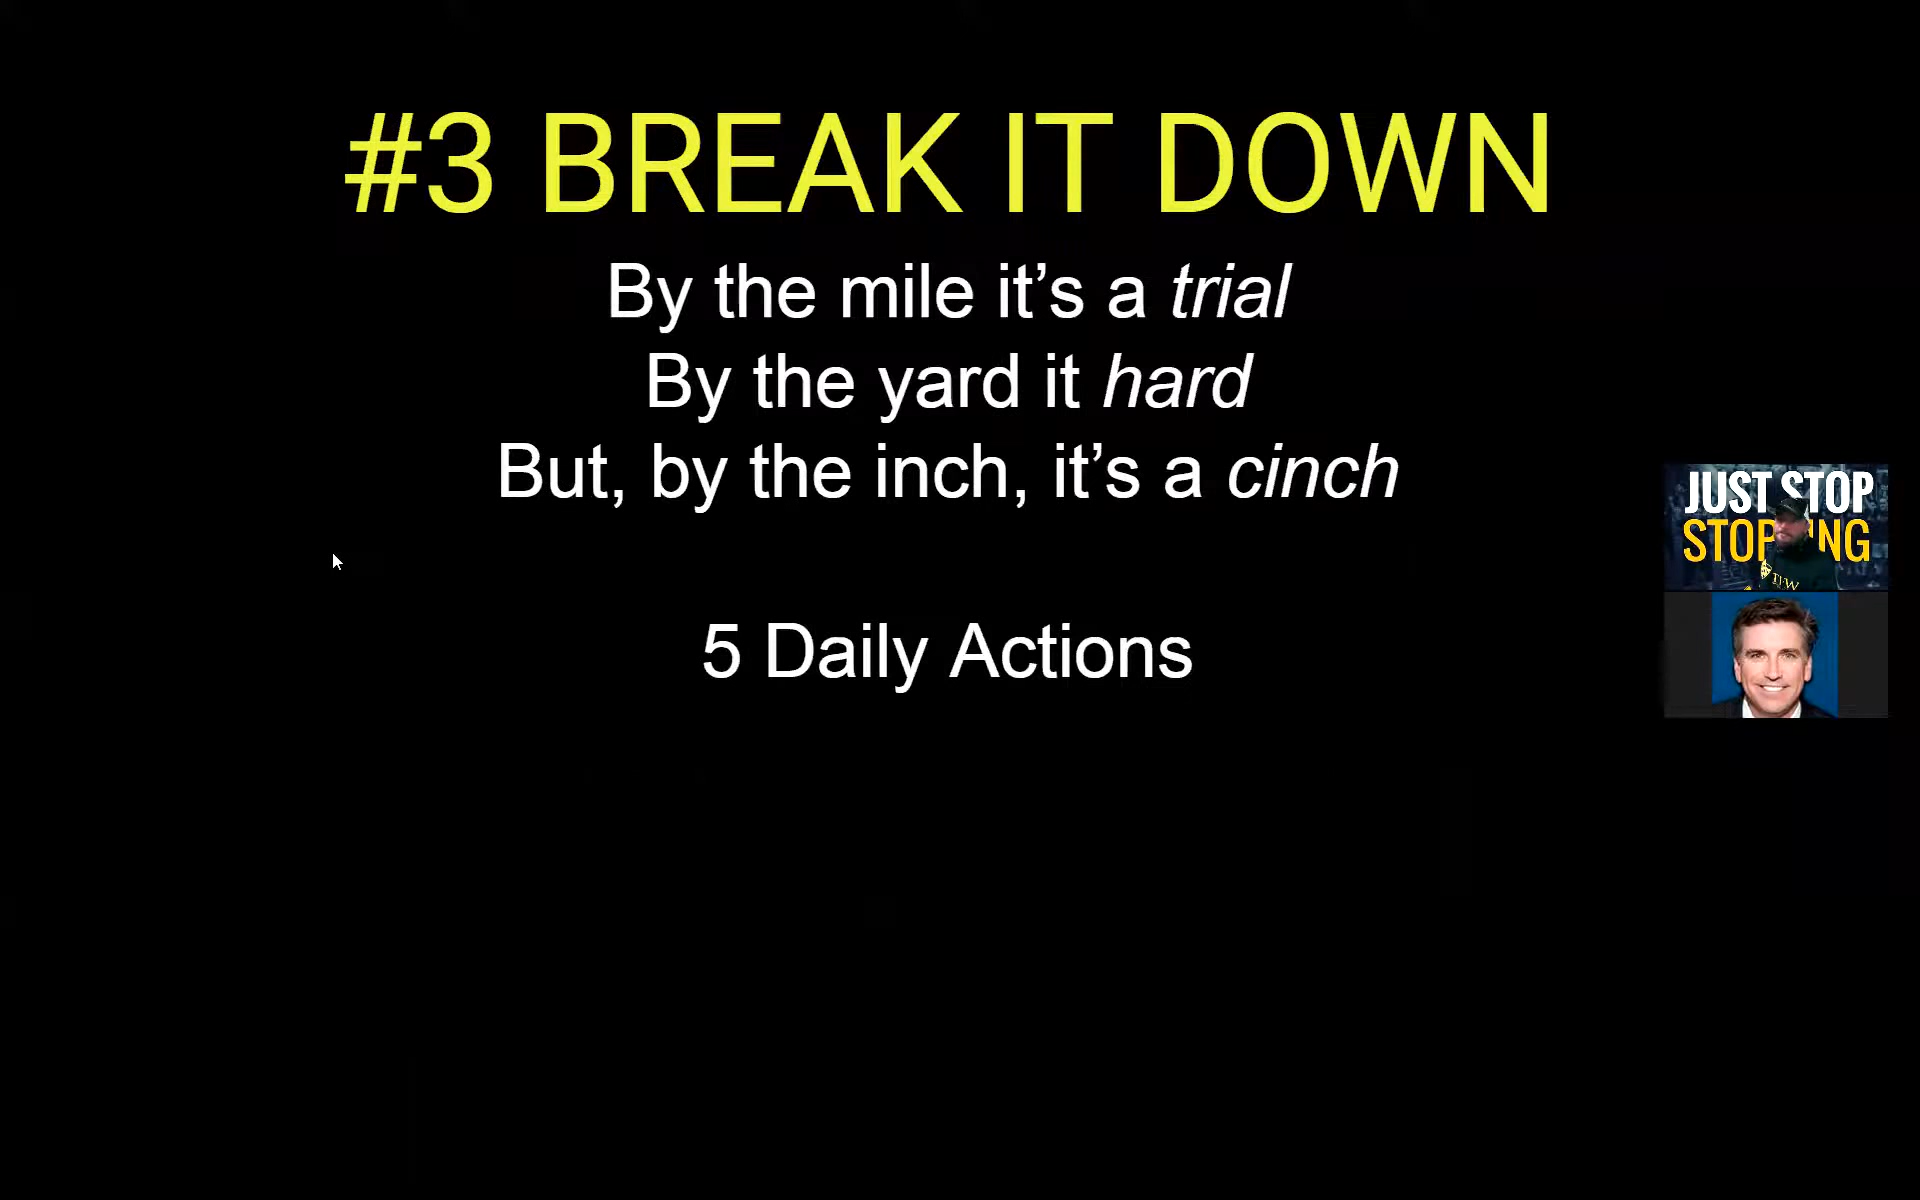 #3 BREAK IT DOWN
By the mile it’s a trial
By the yard it hard
But, by the inch, it’s a cinch
5 Daily Actions
JUST STOP
TFW